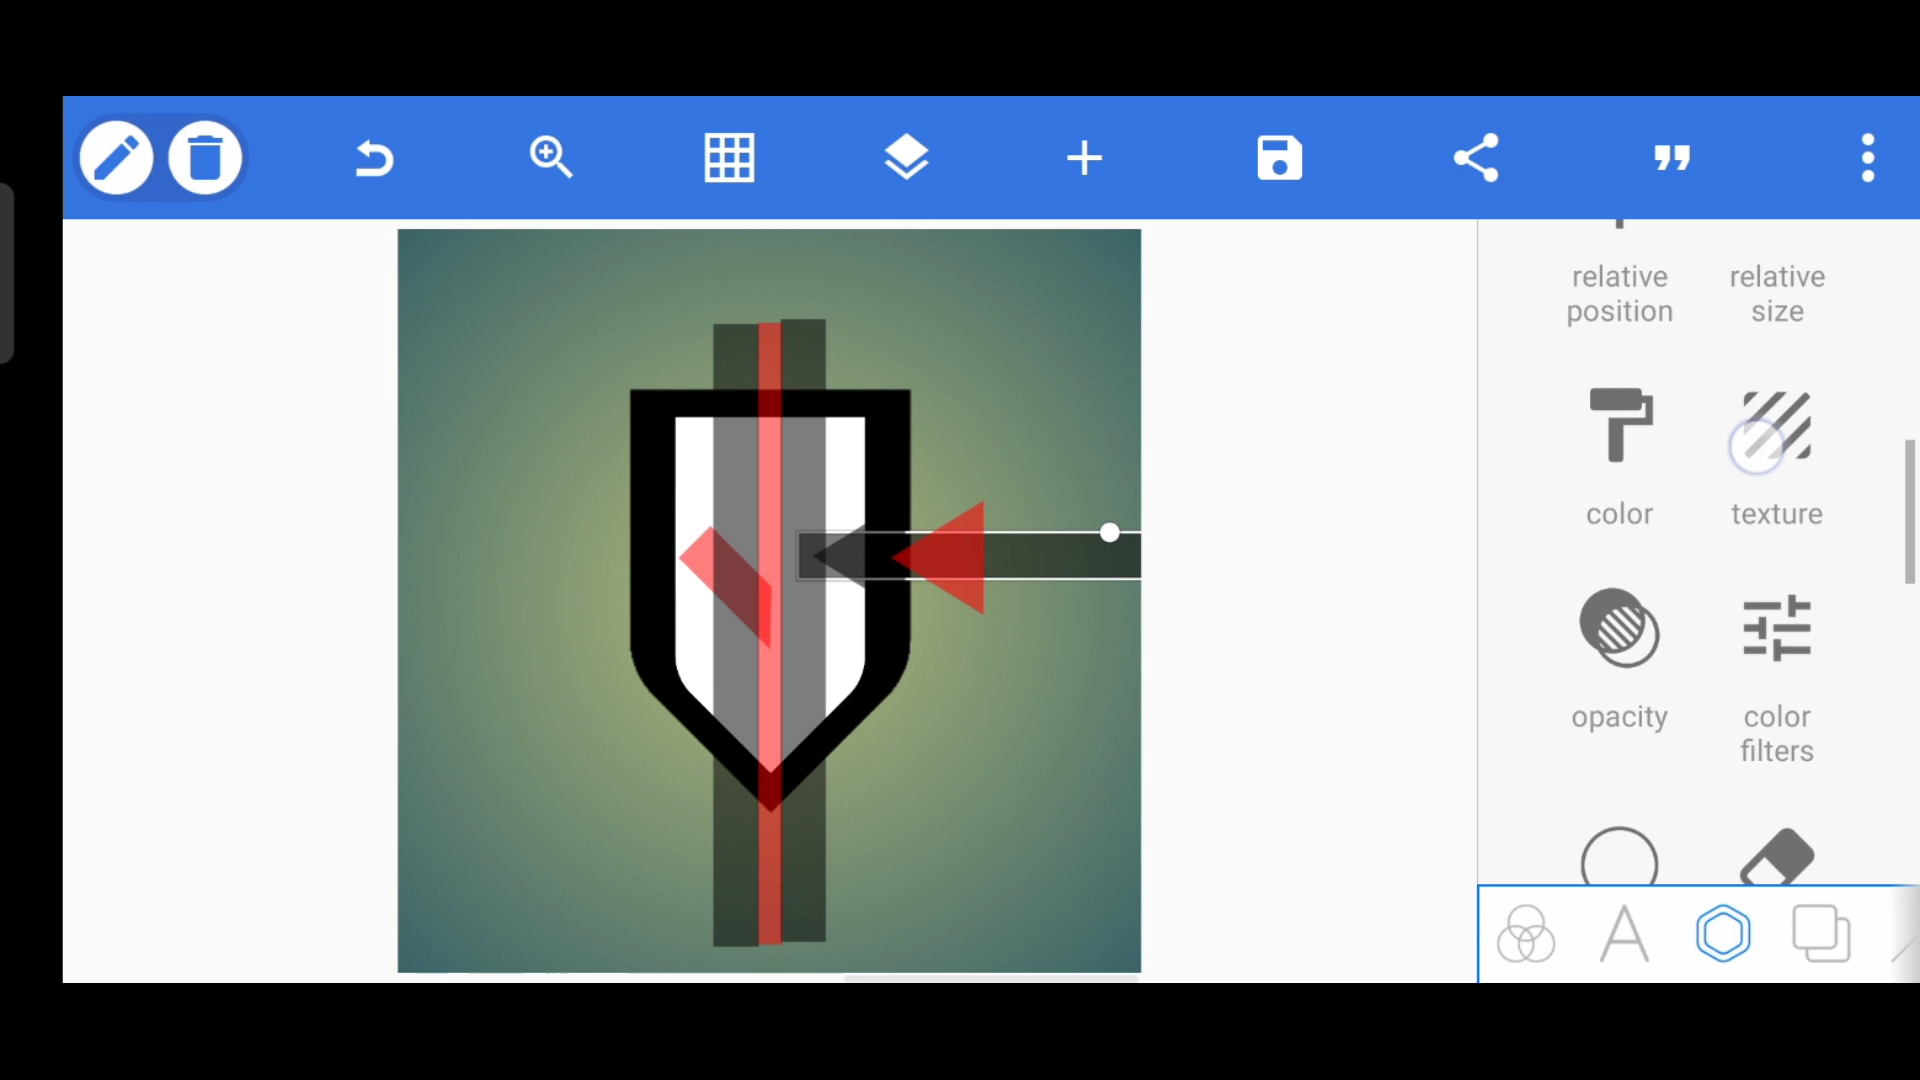 relative
position
relative
size
color
texture
opacity
color
filters